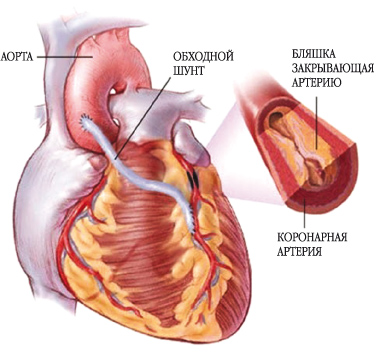 АОРТА
ОБХОДНОЙ
ШУНТ
БЛЯШКА
ЗАКРЫВАЮЩАЯ
АРТЕРИЮ
КОРОНАРНАЯ
АРТЕРИЯ